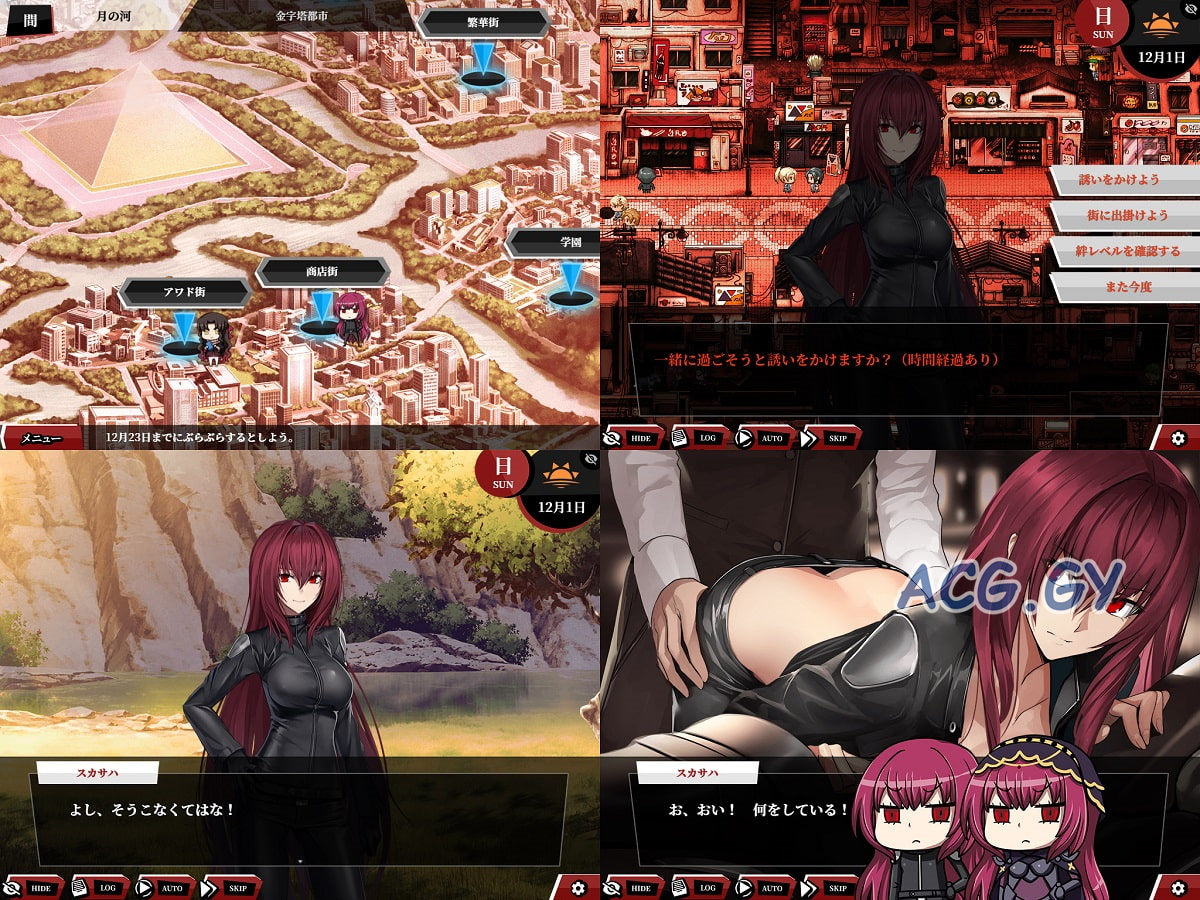 間
月の河
金字塔都市
繁華街
学園
商店街
アワド街
メニュー
12月23日までにぶらぶらするとしよう。
日
SUN
12月1日
誘いをかけよう
街に出掛けよう
絆レベルを確認する
また今度
一緒に過ごそうと誘いをかけますか？（時間経過あり）
HIDE
LOG
AUTO
SKIP
日
SUN
12月1日
スカサハ
よし、そうこなくてはな！
HIDE
LOG
AUTO
SKIP
ACG.GY
スカサハ
お、おい！　何をしている！
HIDE
LOG
AUTO
SKIP